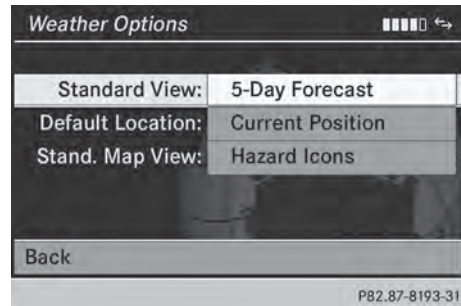 Weather Options
Standard View: 5-Day Forecast
Default Location: Current Position
Stand. Map View: Hazard Icons
Back
P82.87-8193-31